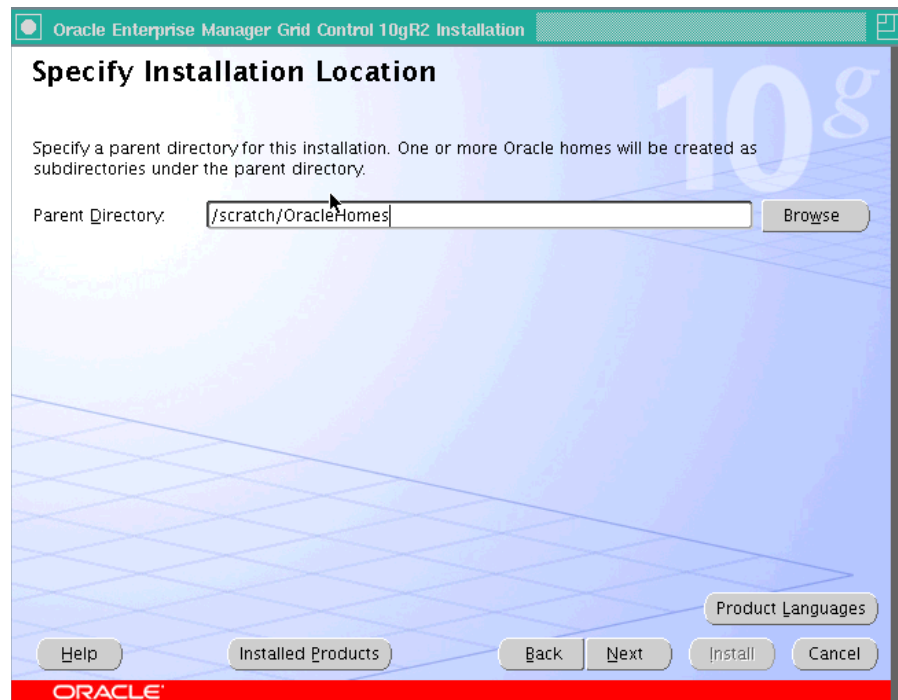 Oracle Enterprise Manager Grid Control 10gR2 Installation
Specify Installation Location
10g
Specify a parent directory for this installation. One or more Oracle homes will be created as
subdirectories under the parent directory.
Parent Directory: /scratch/OracleHomes Browse
Product Languages
Help Installed Products Back Next Install Cancel
ORACLE